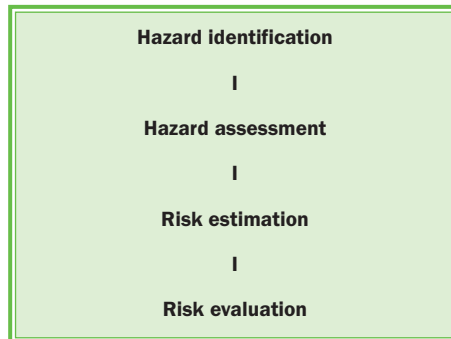 Hazard identification
I
Hazard assessment
I
Risk estimation
I
Risk evaluation